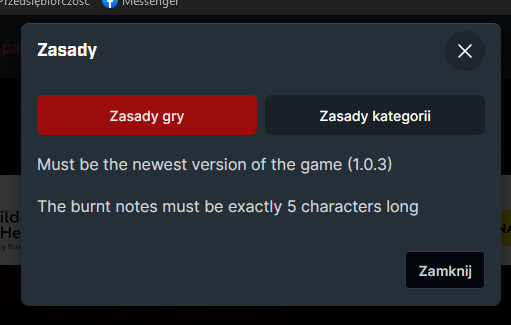 Przedsiębiorczość
Messenger
Zasady
Zasady gry
Zasady kategorii
Must be the newest version of the game (1.0.3)
The burnt notes must be exactly 5 characters long
Zamknij